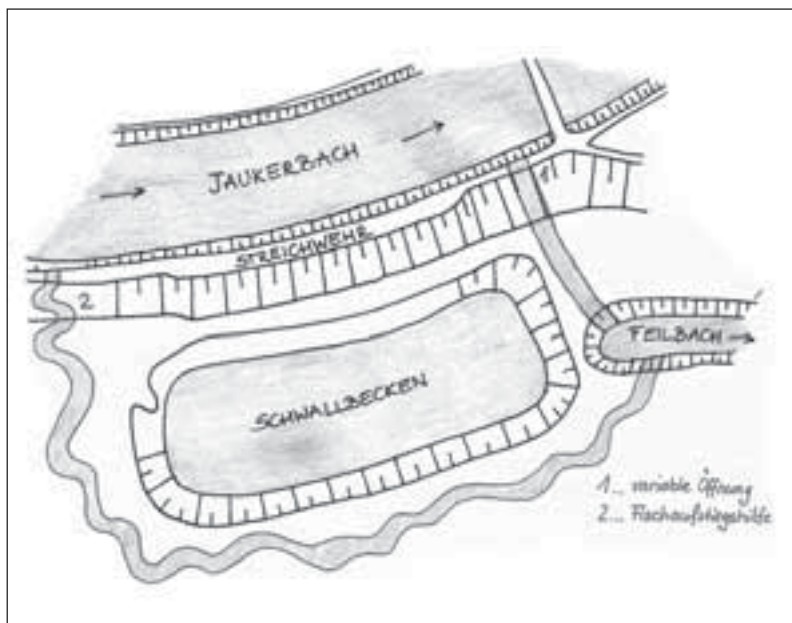 JAUKERBACH
STREICHWEHR
1
2
FEILBACH
SCHWALLBECKEN
1... variable Öffnung
2... Fischaufstiegshilfe